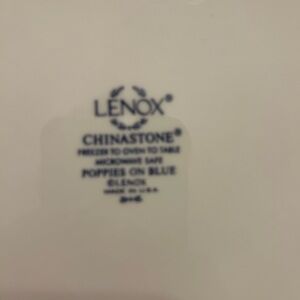 LENOX®
CHINASTONE®
FREEZER TO OVEN TO TABLE
MICROWAVE SAFE
POPPIES ON BLUE
©LENOX
MADE IN U.S.A.